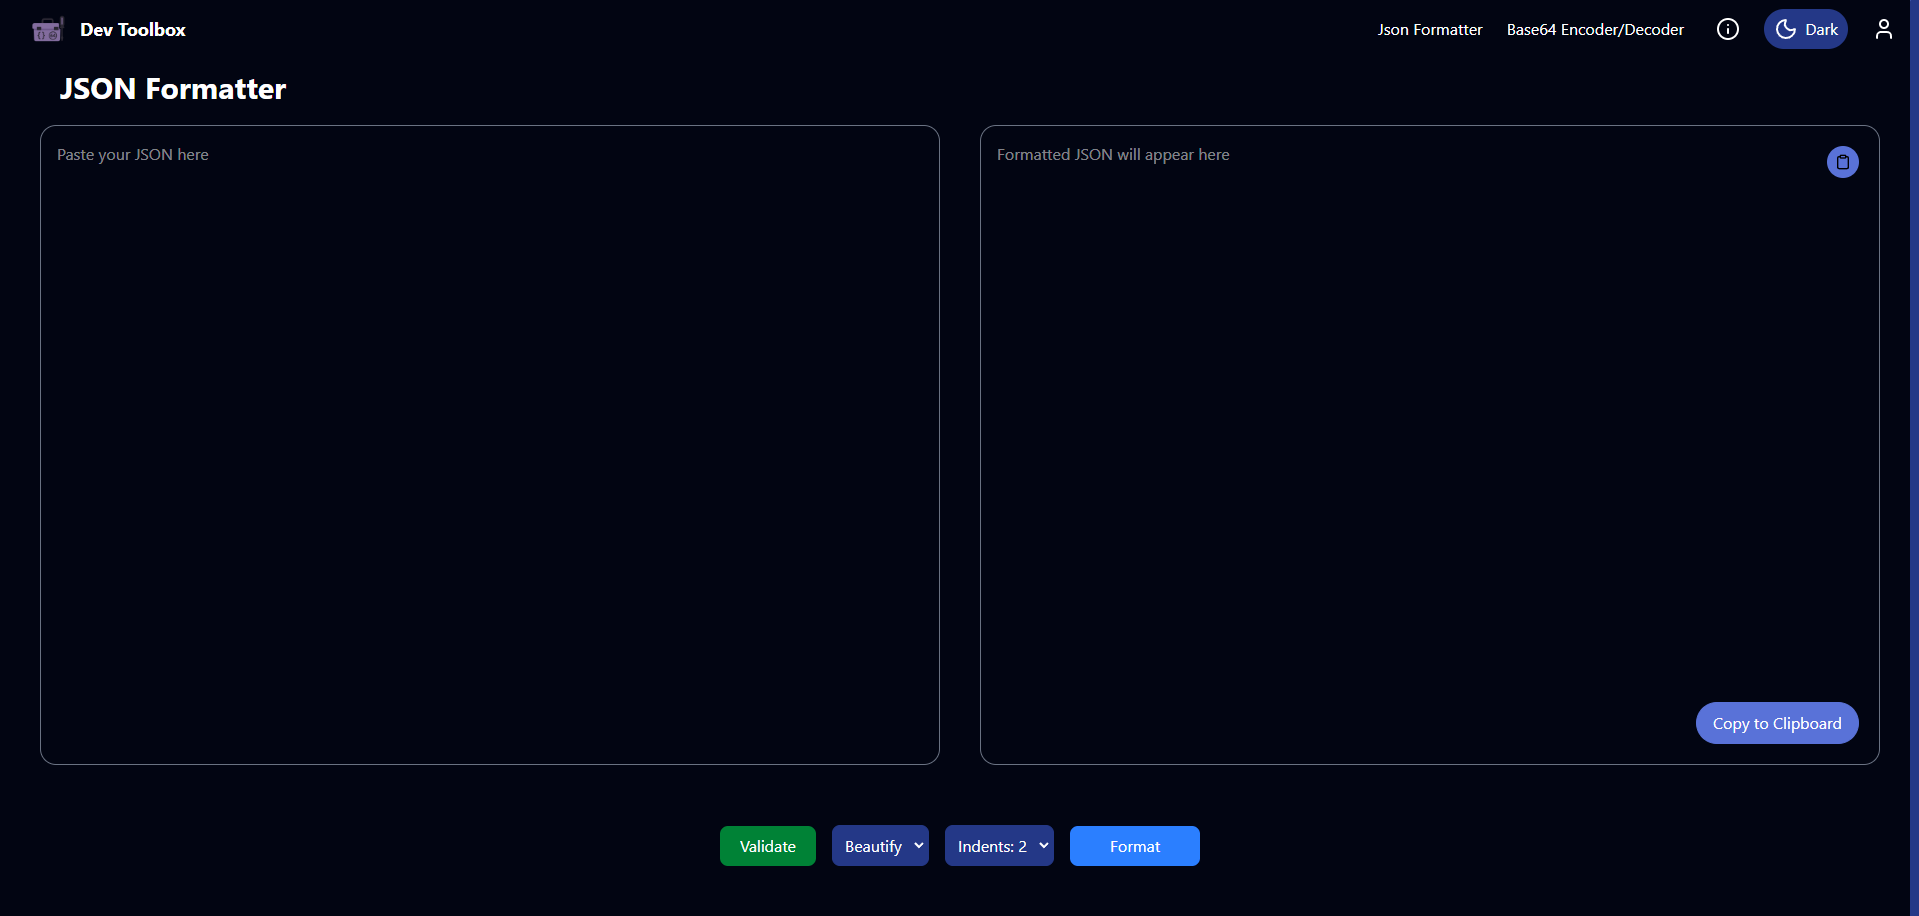 Dev Toolbox
Json Formatter
Base64 Encoder/Decoder
Dark
JSON Formatter
Paste your JSON here
Formatted JSON will appear here
Copy to Clipboard
Validate
Beautify
Indents: 2
Format